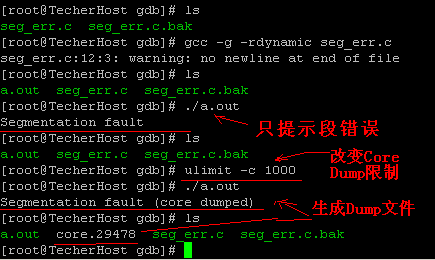 [root@TecherHost gdb]# ls
seg_err.c  seg_err.c.bak
[root@TecherHost gdb]# gcc -g -rdynamic seg_err.c
seg_err.c:12:3: warning: no newline at end of file
[root@TecherHost gdb]# ls
a.out  seg_err.c  seg_err.c.bak
[root@TecherHost gdb]# ./a.out
Segmentation fault
只提示段错误
[root@TecherHost gdb]# ls
a.out  seg_err.c  seg_err.c.bak
改变Core
[root@TecherHost gdb]# ulimit -c 1000
Dump限制
[root@TecherHost gdb]# ./a.out
Segmentation fault (core dumped)
生成Dump文件
[root@TecherHost gdb]# ls
a.out  core.29478  seg_err.c  seg_err.c.bak
[root@TecherHost gdb]#